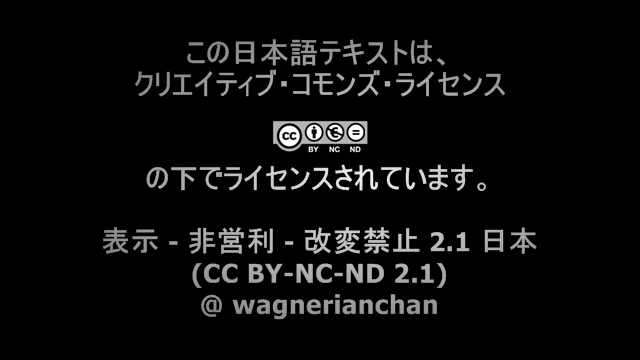 この日本語テキストは、
クリエイティブ・コモンズ・ライセンス
cc
BY NC ND
の下でライセンスされています。
表示 - 非営利 - 改変禁止 2.1 日本
(CC BY-NC-ND 2.1)
@ wagnerianchan